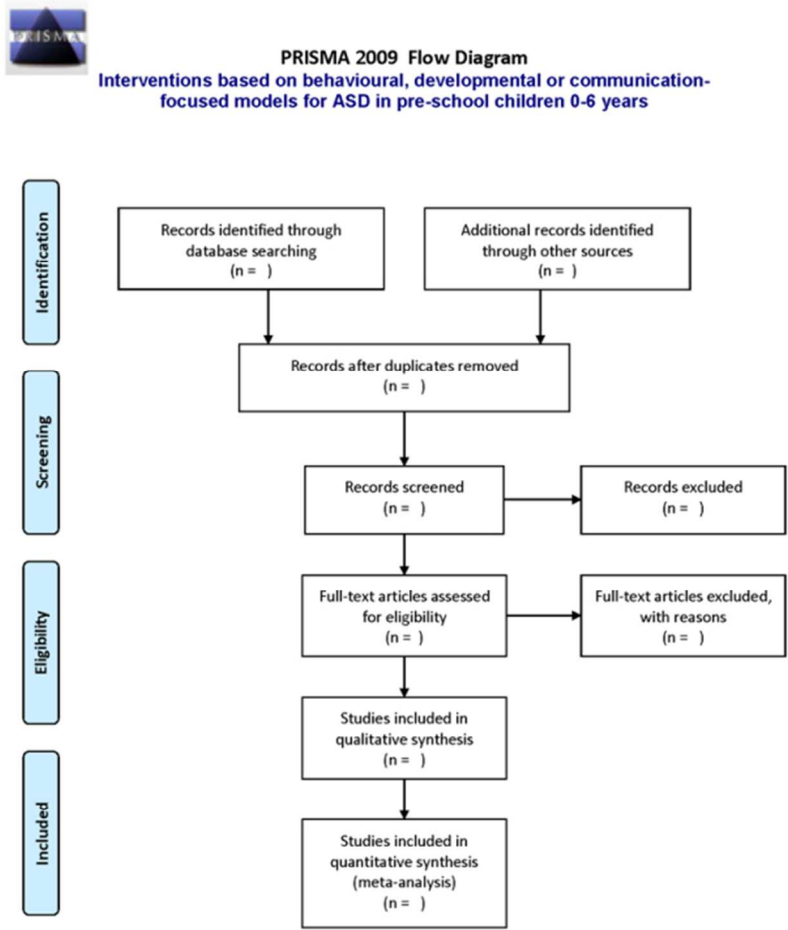 PRISMA
PRISMA 2009 Flow Diagram
Interventions based on behavioural, developmental or communication-
focused models for ASD in pre-school children 0-6 years
Identification
Records identified through
database searching
(n = )
Additional records identified
through other sources
(n = )
Records after duplicates removed
(n = )
Screening
Records screened
(n = )
Records excluded
(n = )
Eligibility
Full-text articles assessed
for eligibility
(n = )
Full-text articles excluded,
with reasons
(n = )
Studies included in
qualitative synthesis
(n = )
Included
Studies included in
quantitative synthesis
(meta-analysis)
(n = )